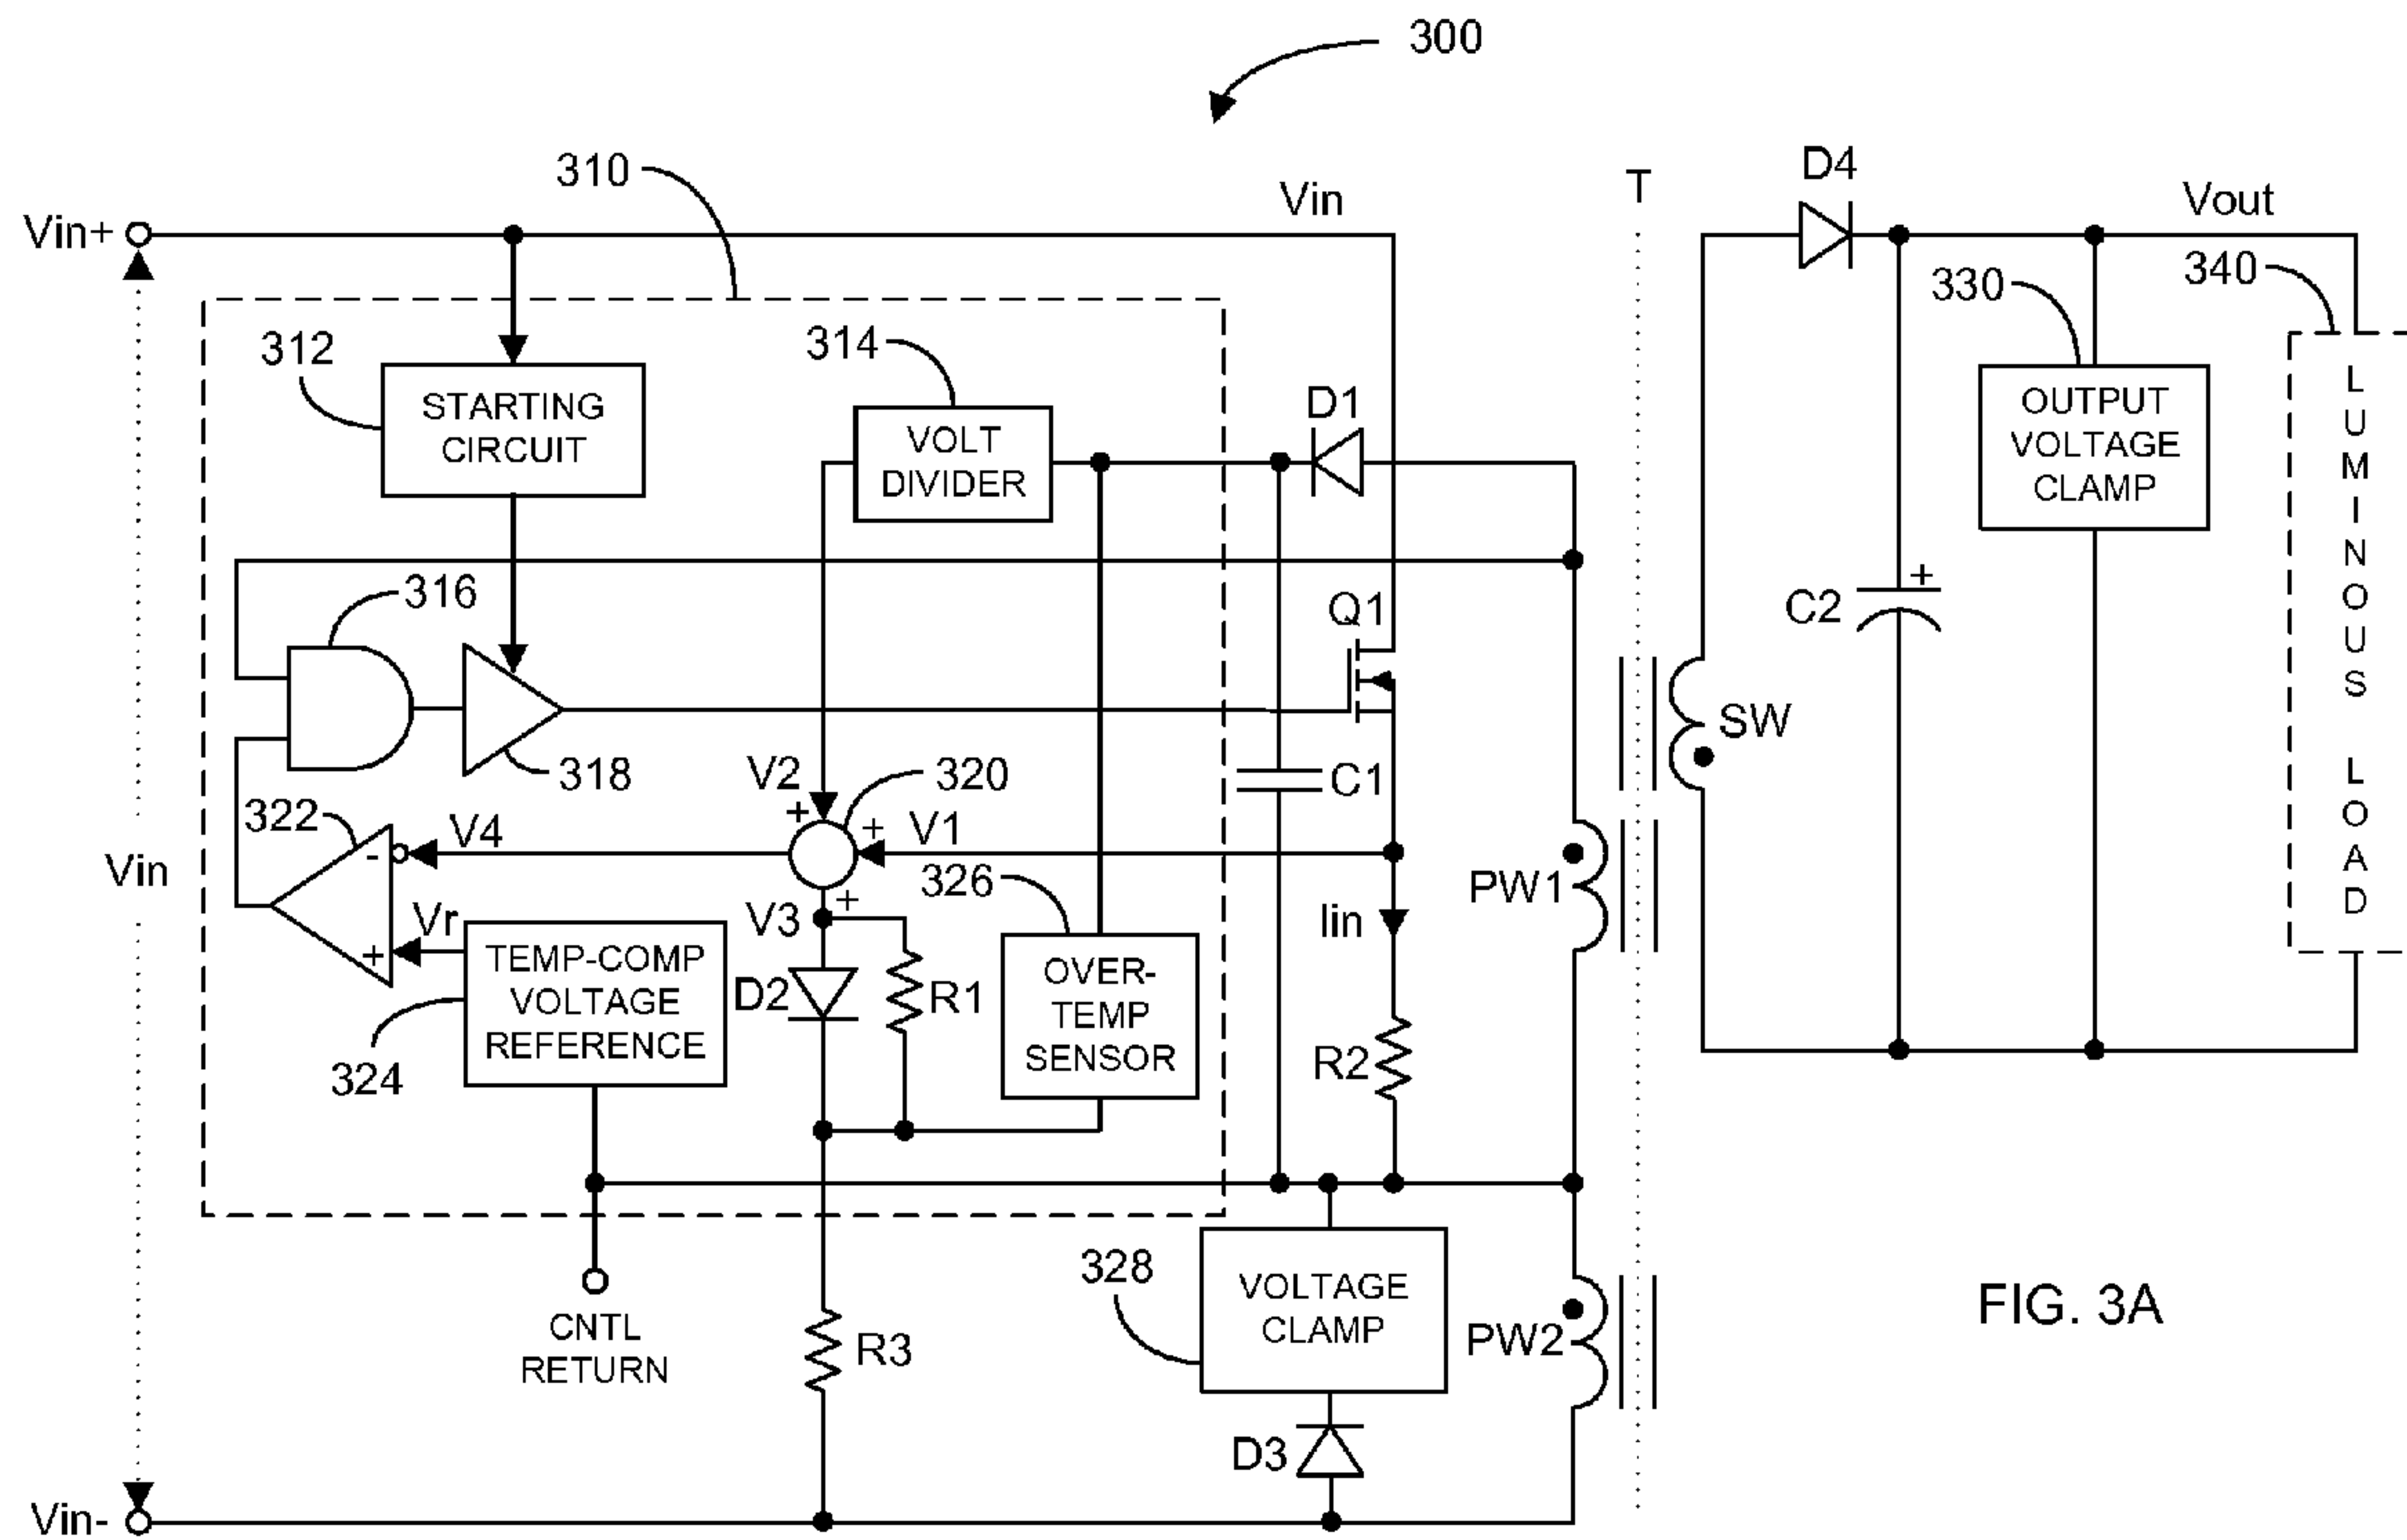 300
310
T
D4
Vin+
Vin
Vout
330
340
312
314
STARTING
CIRCUIT
VOLT
DIVIDER
D1
OUTPUT
VOLTAGE
CLAMP
LUMINOUS LOAD
316
Q1
C2
+
318
V2
+
320
C1
SW
322
V4
+
V1
-
Vin
326
PW1
Vr
V3
+
Iin
+
TEMP-COMP
VOLTAGE
REFERENCE
D2
R1
OVER-
TEMP
SENSOR
R2
324
328
VOLTAGE
CLAMP
CNTL
RETURN
R3
PW2
FIG. 3A
D3
Vin-